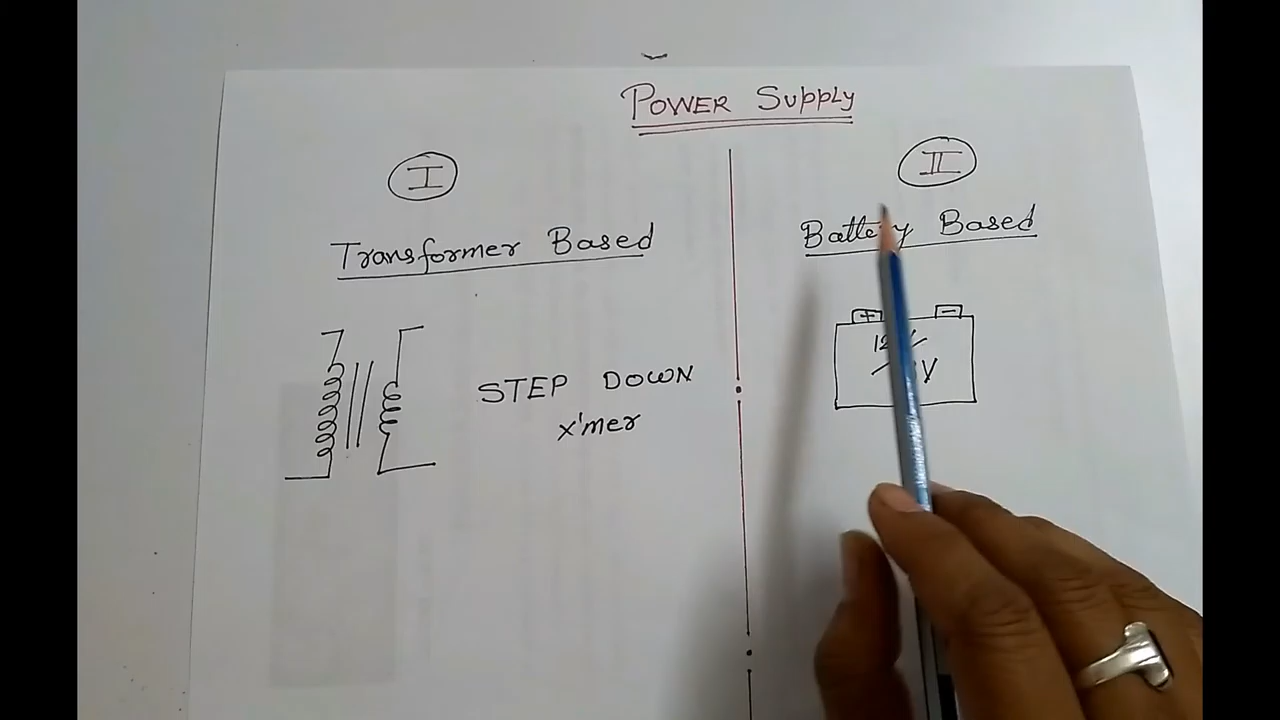 POWER Supply
I
Transformer Based
STEP DOWN
x'mer
II
Battery Based
+ -
V